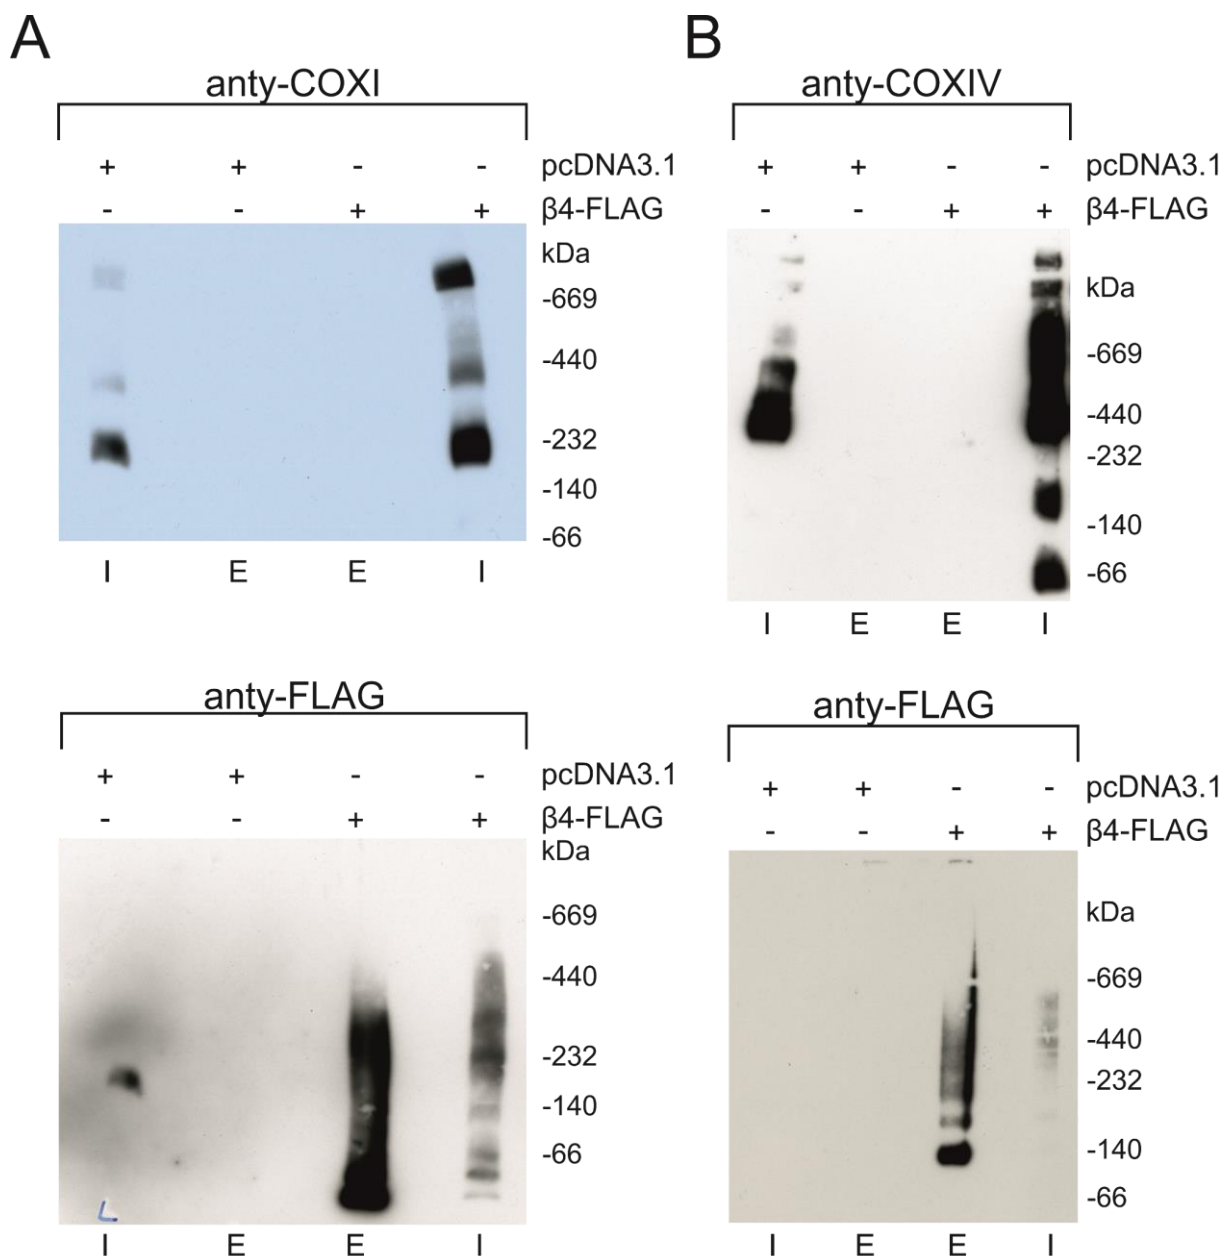 A
anty-COXI
+ + - - pcDNA3.1
- - + + β4-FLAG
kDa
-669
-440
-232
-140
-66
I E E I
B
anty-COXIV
+ + - - pcDNA3.1
- - + + β4-FLAG
kDa
-669
-440
-232
-140
-66
I E E I
anty-FLAG
+ + - - pcDNA3.1
- - + + β4-FLAG
kDa
-669
-440
-232
-140
-66
L
I E E I
anty-FLAG
+ + - - pcDNA3.1
- - + + β4-FLAG
kDa
-669
-440
-232
-140
-66
I E E I